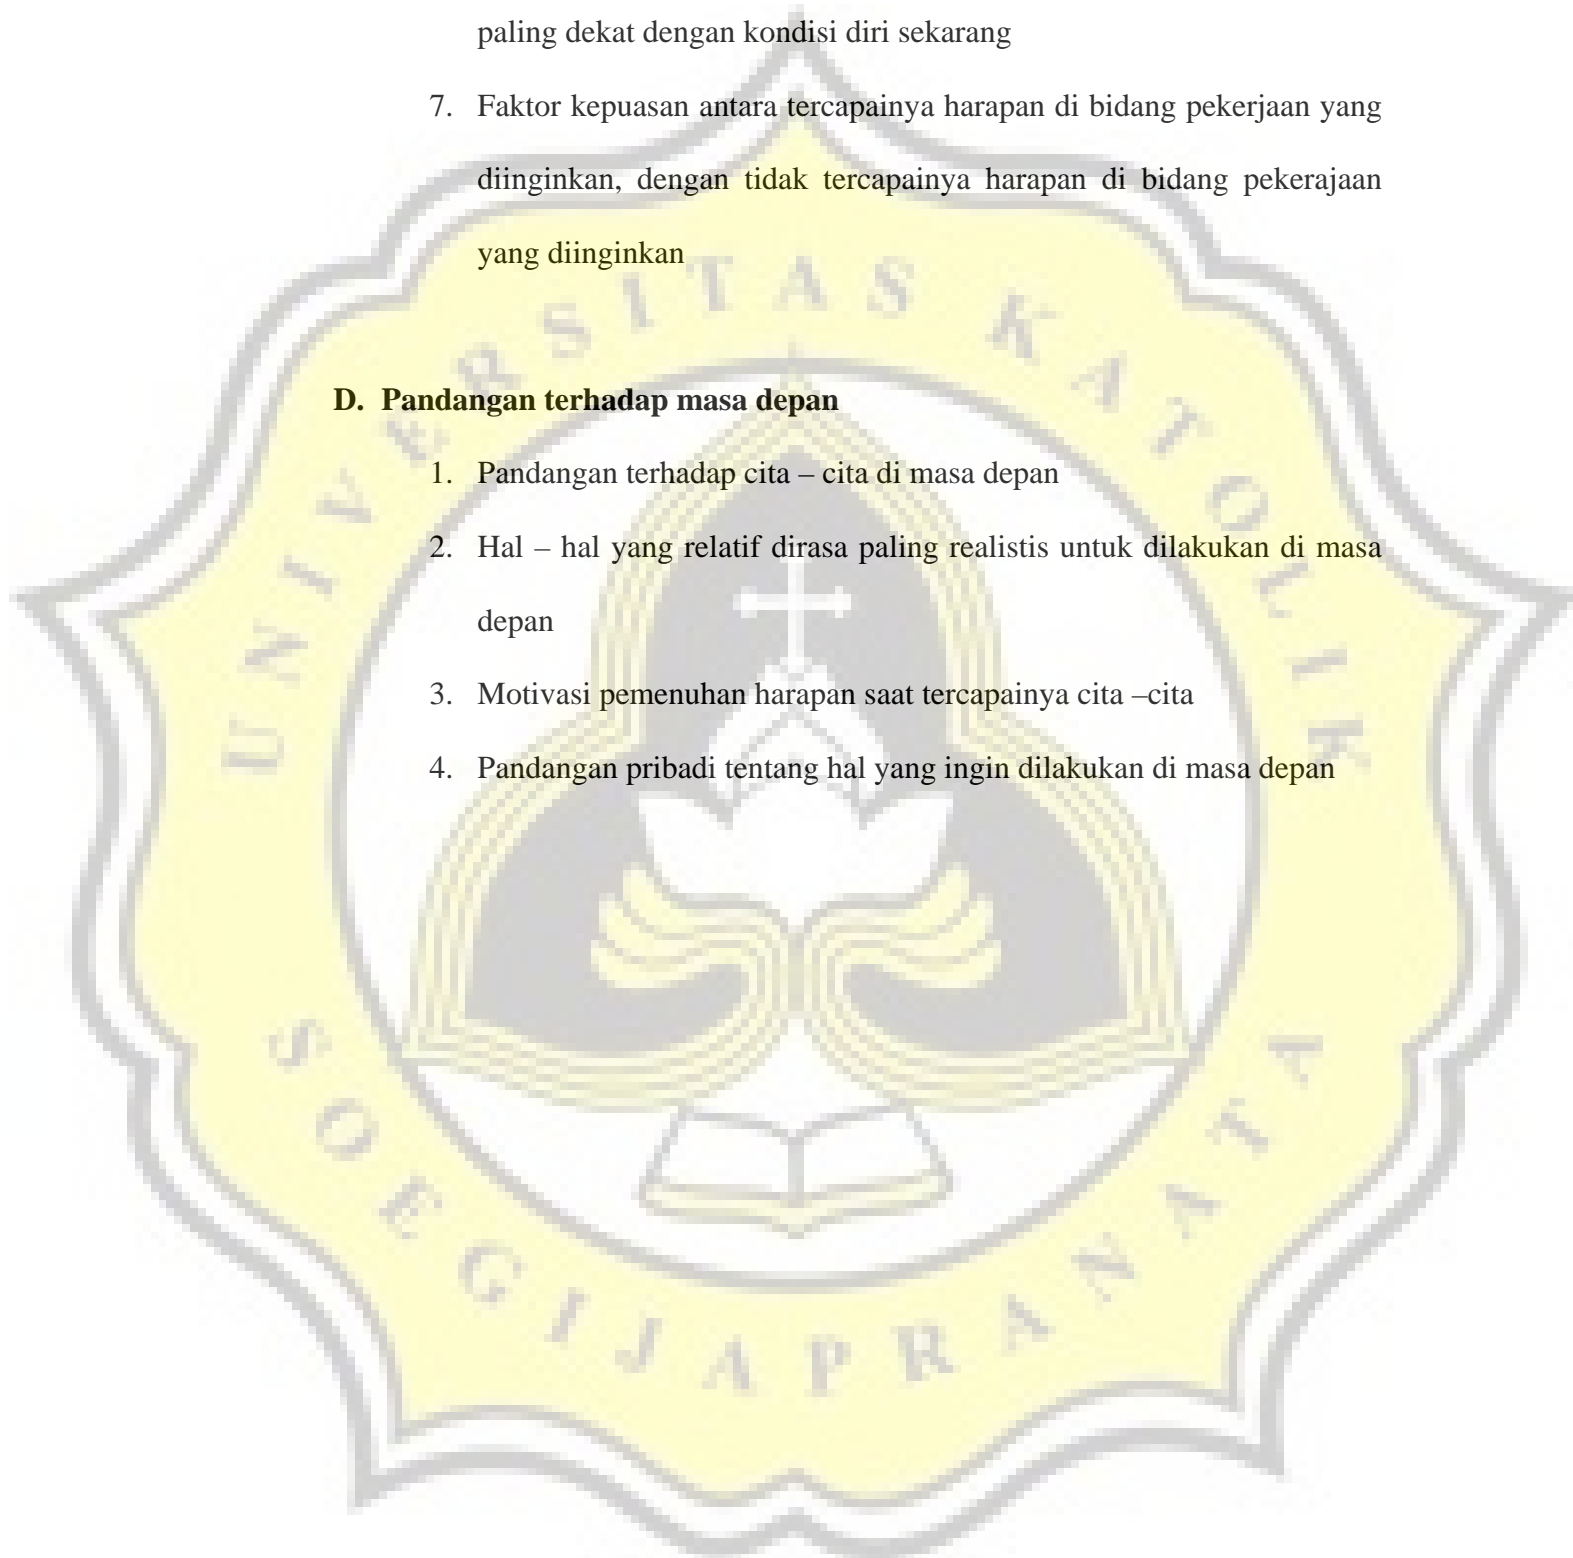 paling dekat dengan kondisi diri sekarang
7. Faktor kepuasan antara tercapainya harapan di bidang pekerjaan yang
diinginkan, dengan tidak tercapainya harapan di bidang pekerajaan
yang diinginkan
D. Pandangan terhadap masa depan
1. Pandangan terhadap cita – cita di masa depan
2. Hal – hal yang relatif dirasa paling realistis untuk dilakukan di masa
depan
3. Motivasi pemenuhan harapan saat tercapainya cita –cita
4. Pandangan pribadi tentang hal yang ingin dilakukan di masa depan
UNIVERSITAS KATOLIK
SOEGIJAPRANATA